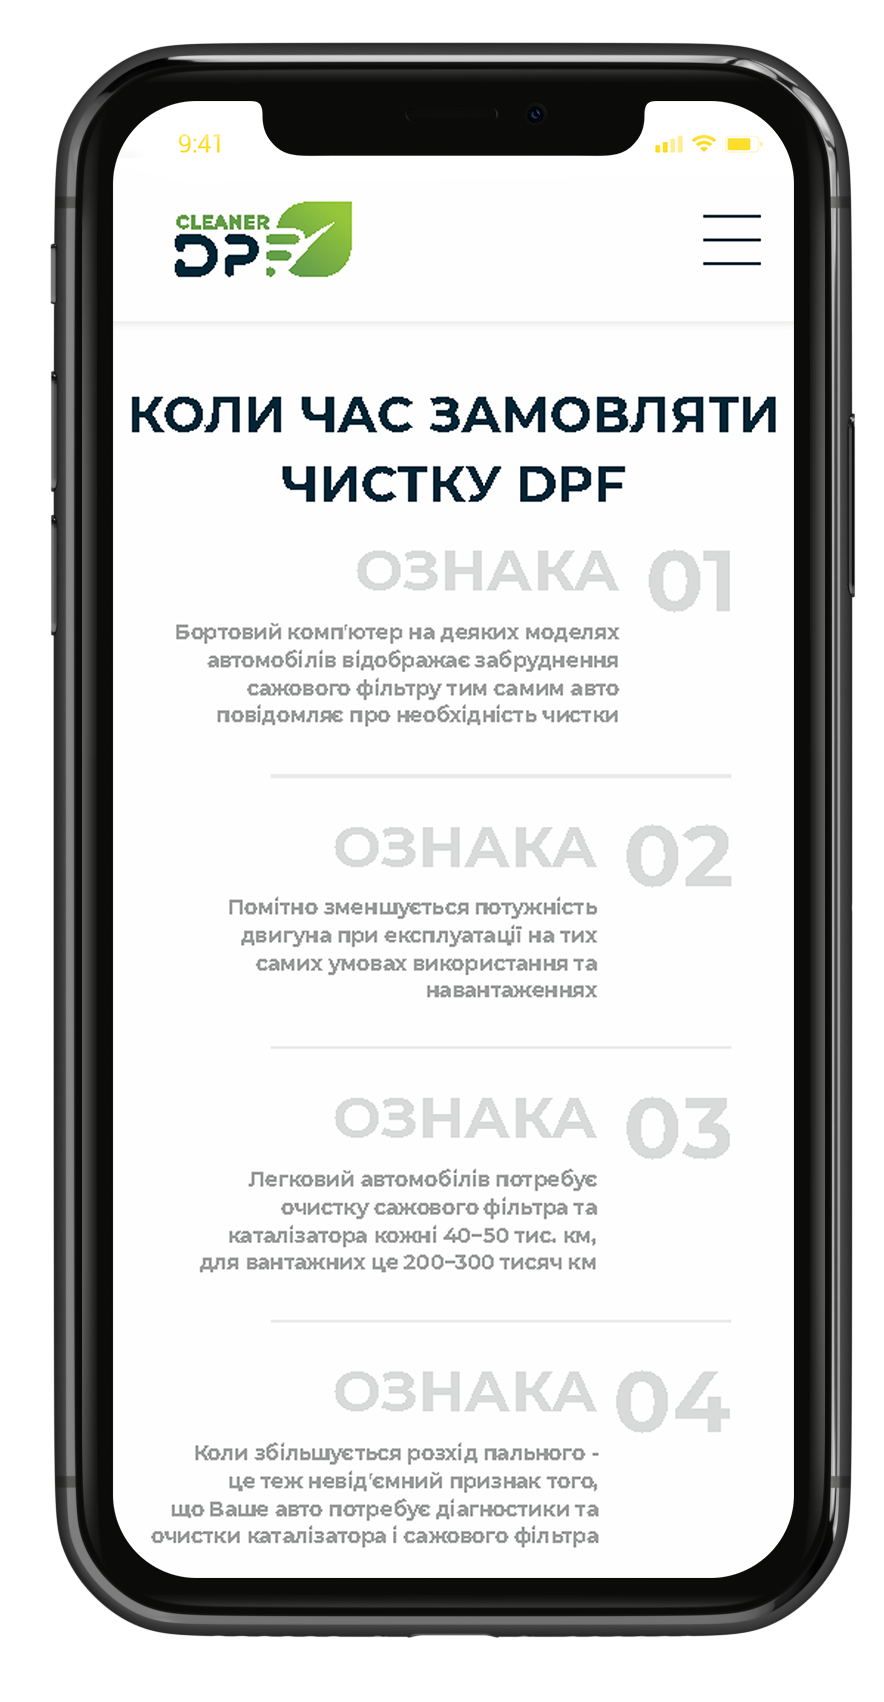 9:41
CLEANER
DPF
КОЛИ ЧАС ЗАМОВЛЯТИ
ЧИСТКУ DPF
ОЗНАКА 01
Бортовий комп'ютер на деяких моделях
автомобілів відображає забруднення
сажового фільтру тим самим авто
повідомляє про необхідність чистки
ОЗНАКА 02
Помітно зменшується потужність
двигуна при експлуатації на тих
самих умовах використання та
навантаженнях
ОЗНАКА 03
Легковий автомобілів потребує
очистку сажового фільтра та
каталізатора кожні 40-50 тис. км,
для вантажних це 200-300 тисяч км
ОЗНАКА 04
Коли збільшується розхід пального -
це теж невід'ємний признак того,
що Ваше авто потребує діагностики та
очистки каталізатора і сажового фільтра